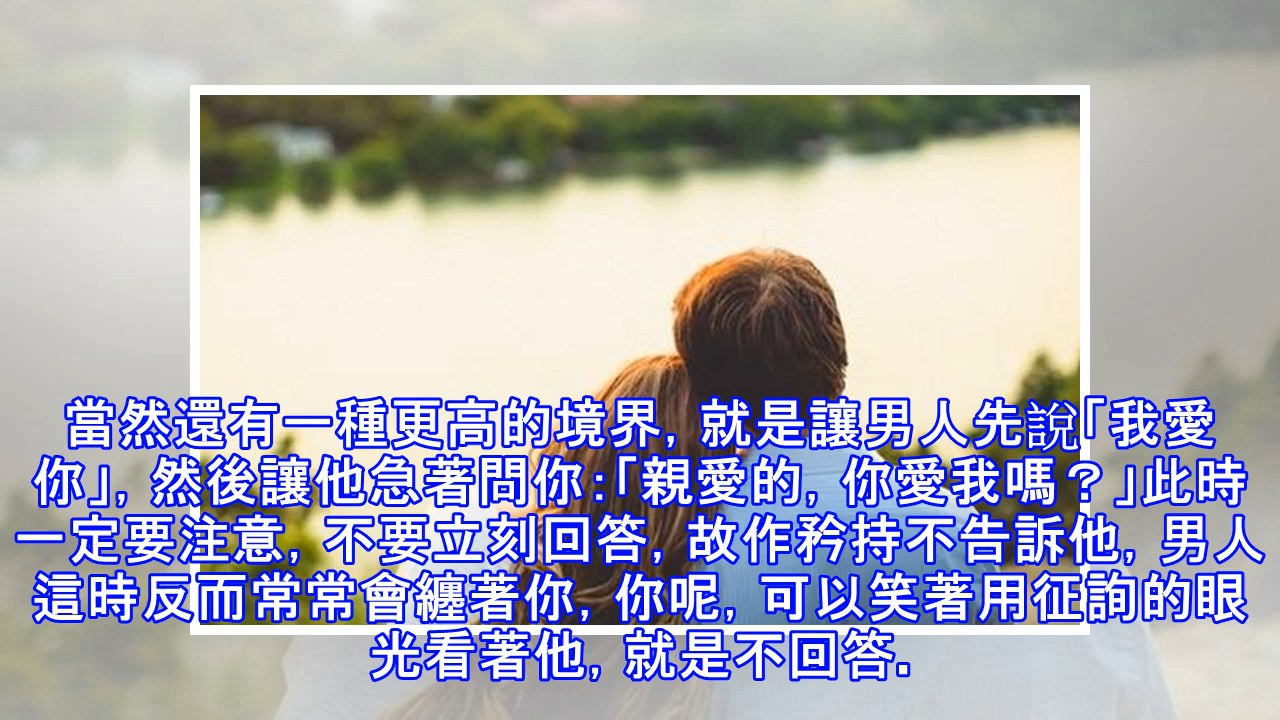 當然還有一種更高的境界, 就是讓男人先說「我愛
你」, 然後讓他急著問你:「親愛的, 你愛我嗎？」此時
一定要注意, 不要立刻回答, 故作矜持不告訴他, 男人
這時反而常常會纏著你, 你呢, 可以笑著用征詢的眼
光看著他, 就是不回答.